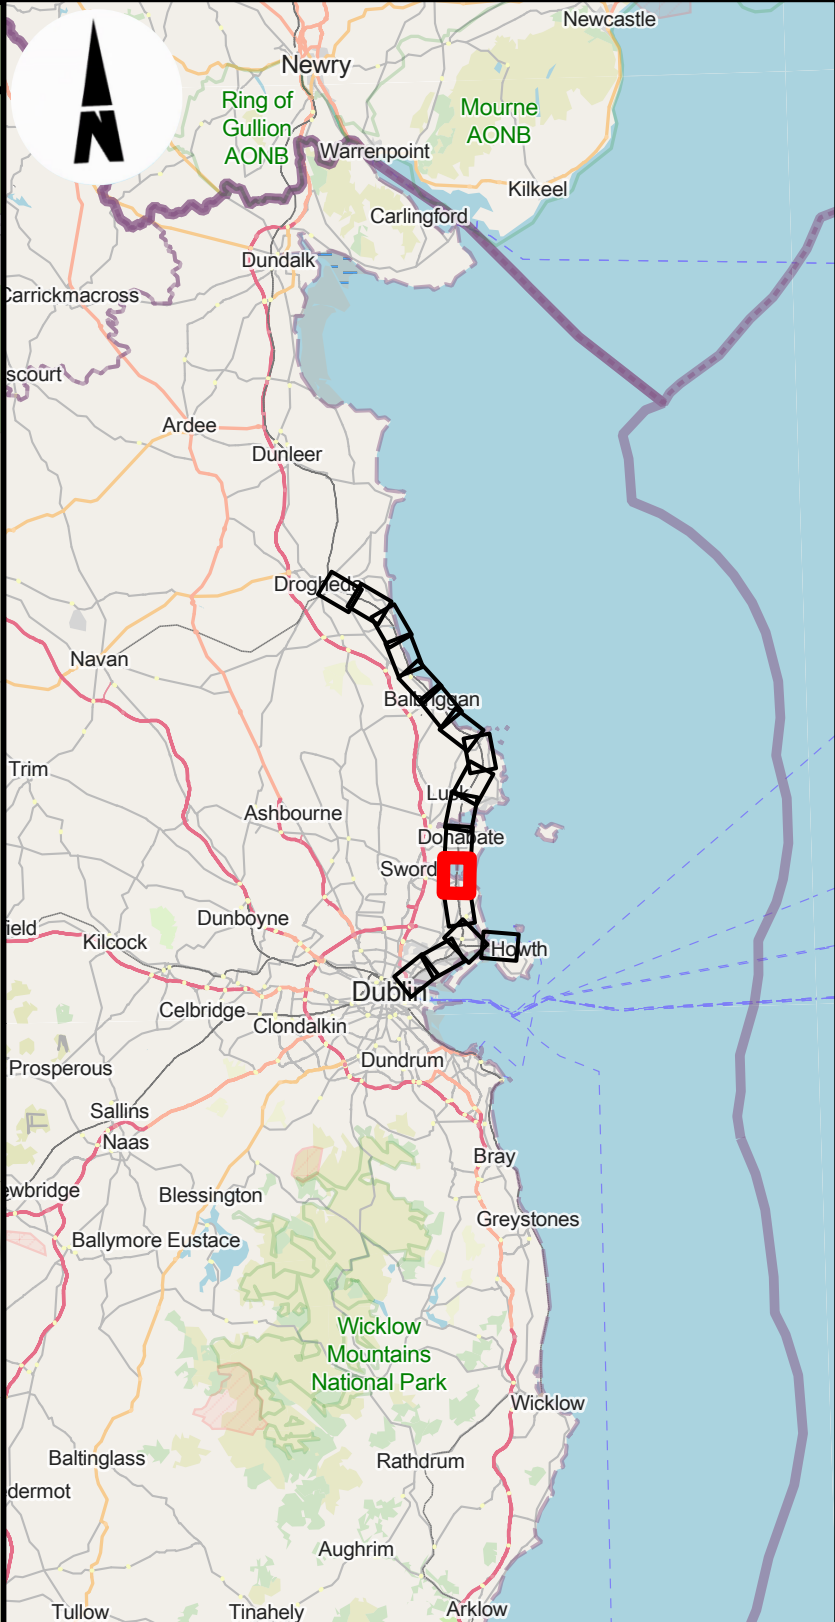 Newcastle
Newry
Ring of
Gullion
AONB
Mourne
AONB
N
Warrenpoint
Kilkeel
Carlingford
Dundalk
Carrickmacross
scourt
Ardee
Dunleer
Drogheda
Navan
Balbriggan
Trim
Lusk
Ashbourne
Donabate
Sword
Dunboyne
ield
Kilcock
Howth
Dublin
Celbridge
Clondalkin
Dundrum
Prosperous
Sallins
Naas
Bray
ewbridge
Blessington
Greystones
Ballymore Eustace
Wicklow
Mountains
National Park
Wicklow
Baltinglass
Rathdrum
dermot
Aughrim
Tullow
Tinahely
Arklow